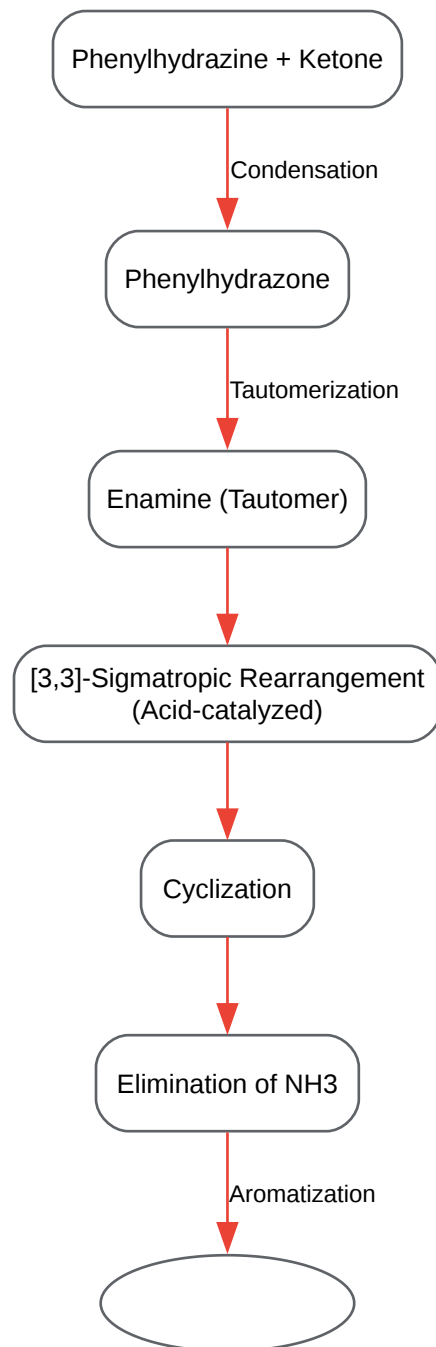 Phenylhydrazine + Ketone
Condensation
Phenylhydrazone
Tautomerization
Enamine (Tautomer)
[3,3]-Sigmatropic Rearrangement
(Acid-catalyzed)
Cyclization
Elimination of NH3
Aromatization